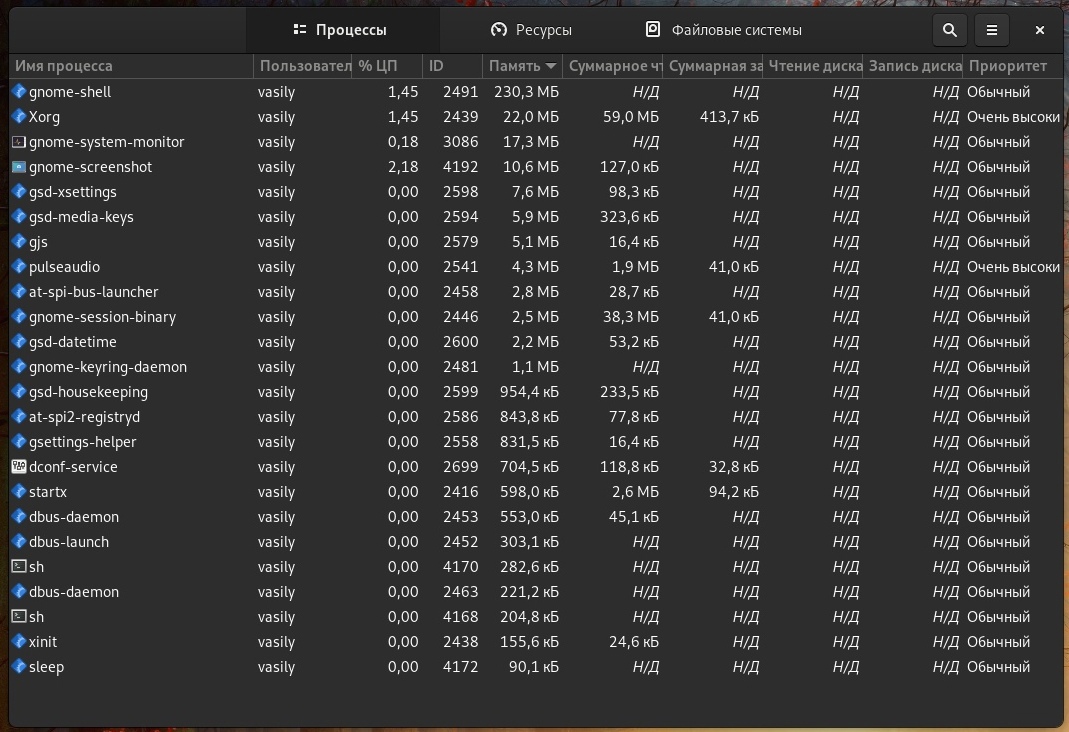 Процессы Ресурсы Файловые системы
Имя процесса Пользовател % ЦП ID Память Суммарное чт Суммарная за Чтение диска Запись диска Приоритет
gnome-shell vasily 1,45 2491 230,3 МБ Н/Д Н/Д Н/Д Н/Д Обычный
Xorg vasily 1,45 2439 22,0 МБ 59,0 МБ 413,7 кБ Н/Д Н/Д Очень высоки
gnome-system-monitor vasily 0,18 3086 17,3 МБ Н/Д Н/Д Н/Д Н/Д Обычный
gnome-screenshot vasily 2,18 4192 10,6 МБ 127,0 кБ Н/Д Н/Д Н/Д Обычный
gsd-xsettings vasily 0,00 2598 7,6 МБ 98,3 кБ Н/Д Н/Д Н/Д Обычный
gsd-media-keys vasily 0,00 2594 5,9 МБ 323,6 кБ Н/Д Н/Д Н/Д Обычный
gjs vasily 0,00 2579 5,1 МБ 16,4 кБ Н/Д Н/Д Н/Д Обычный
pulseaudio vasily 0,00 2541 4,3 МБ 1,9 МБ 41,0 кБ Н/Д Н/Д Очень высоки
at-spi-bus-launcher vasily 0,00 2458 2,8 МБ 28,7 кБ Н/Д Н/Д Н/Д Обычный
gnome-session-binary vasily 0,00 2446 2,5 МБ 38,3 МБ 41,0 кБ Н/Д Н/Д Обычный
gsd-datetime vasily 0,00 2600 2,2 МБ 53,2 кБ Н/Д Н/Д Н/Д Обычный
gnome-keyring-daemon vasily 0,00 2481 1,1 МБ Н/Д Н/Д Н/Д Н/Д Обычный
gsd-housekeeping vasily 0,00 2599 954,4 кБ 233,5 кБ Н/Д Н/Д Н/Д Обычный
at-spi2-registryd vasily 0,00 2586 843,8 кБ 77,8 кБ Н/Д Н/Д Н/Д Обычный
gsettings-helper vasily 0,00 2558 831,5 кБ 16,4 кБ Н/Д Н/Д Н/Д Обычный
dconf-service vasily 0,00 2699 704,5 кБ 118,8 кБ 32,8 кБ Н/Д Н/Д Обычный
startx vasily 0,00 2416 598,0 кБ 2,6 МБ 94,2 кБ Н/Д Н/Д Обычный
dbus-daemon vasily 0,00 2453 553,0 кБ 45,1 кБ Н/Д Н/Д Н/Д Обычный
dbus-launch vasily 0,00 2452 303,1 кБ Н/Д Н/Д Н/Д Н/Д Обычный
sh vasily 0,00 4170 282,6 кБ Н/Д Н/Д Н/Д Н/Д Обычный
dbus-daemon vasily 0,00 2463 221,2 кБ Н/Д Н/Д Н/Д Н/Д Обычный
sh vasily 0,00 4168 204,8 кБ Н/Д Н/Д Н/Д Н/Д Обычный
xinit vasily 0,00 2438 155,6 кБ 24,6 кБ Н/Д Н/Д Н/Д Обычный
sleep vasily 0,00 4172 90,1 кБ Н/Д Н/Д Н/Д Н/Д Обычный